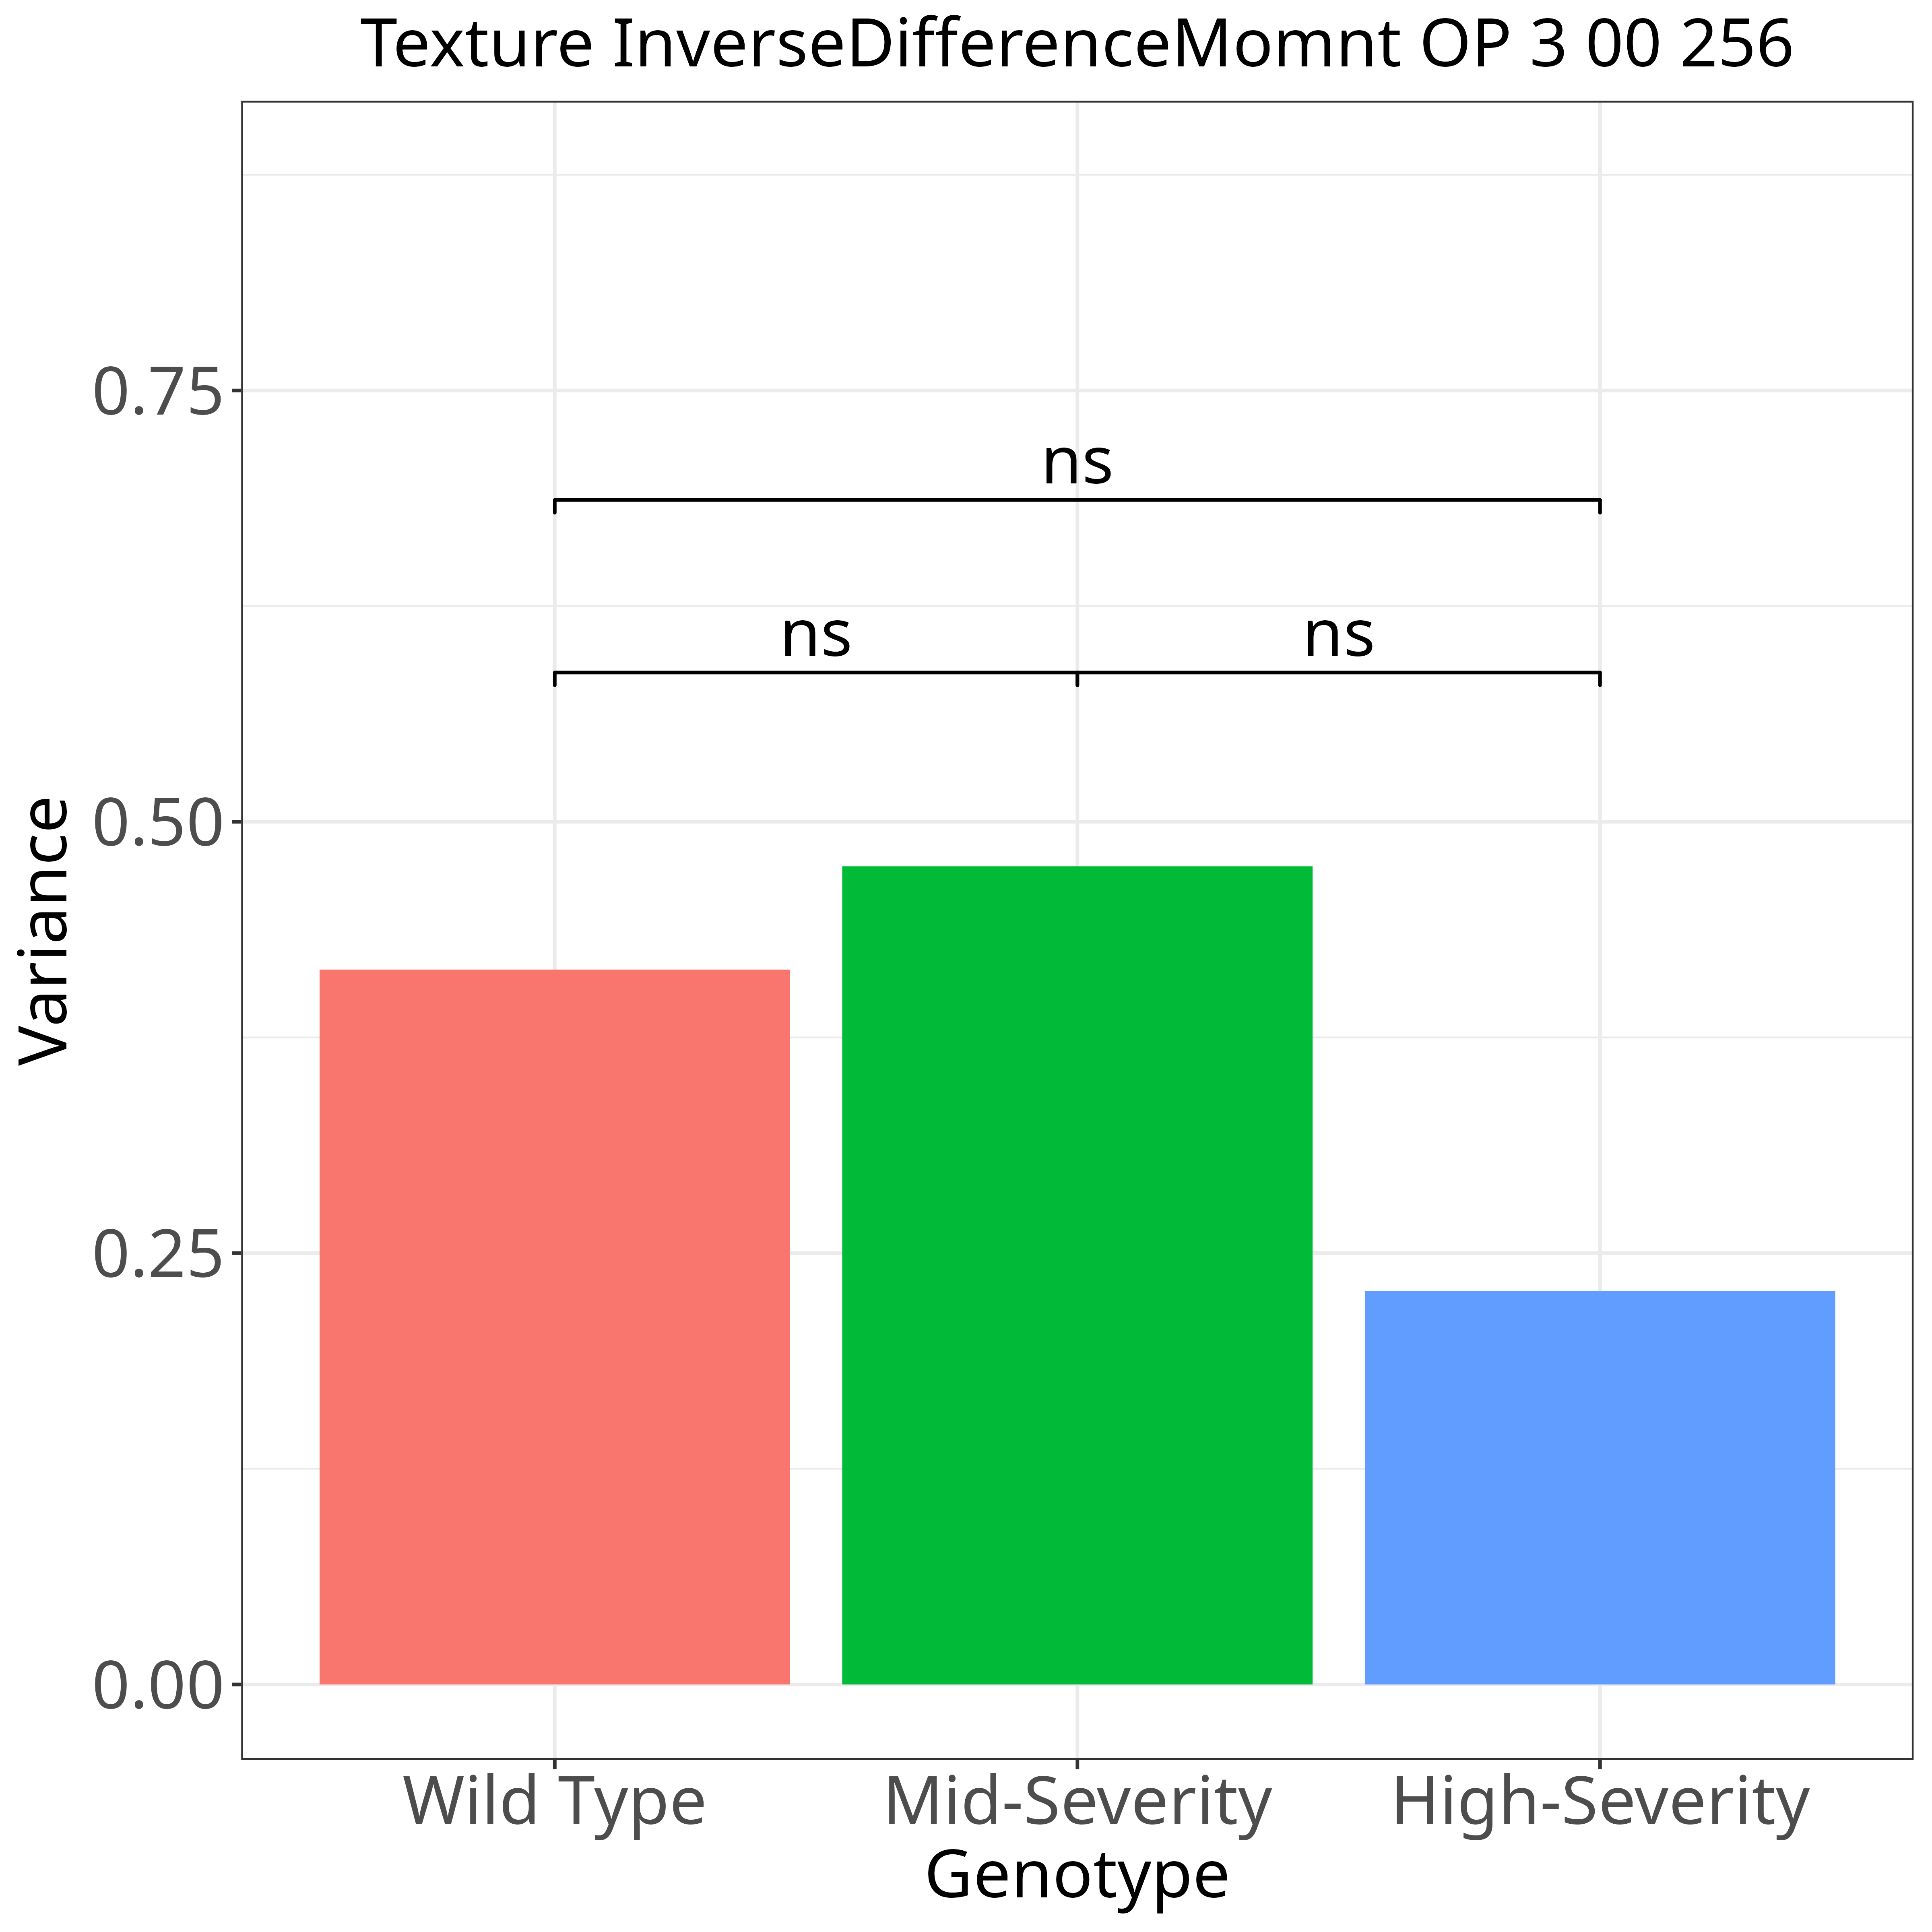 Texture InverseDifferenceMomnt OP 3 00 256
0.75
0.50
0.25
0.00
Variance
ns
ns ns
Wild Type Mid-Severity High-Severity
Genotype